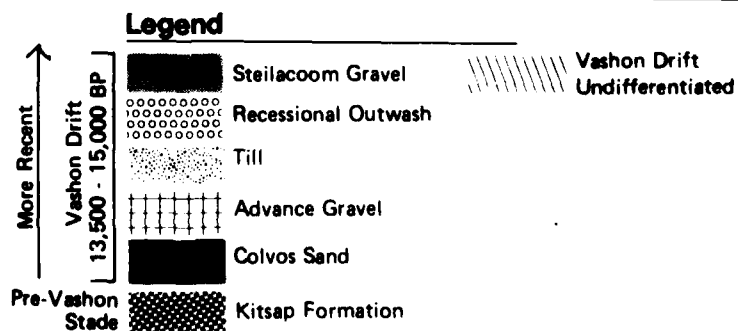 Legend
More Recent
Vashon Drift
13,500 - 15,000 BP
Steilacoom Gravel
Recessional Outwash
Till
Advance Gravel
Colvos Sand
Pre-Vashon
Stade
Kitsap Formation
Vashon Drift
Undifferentiated